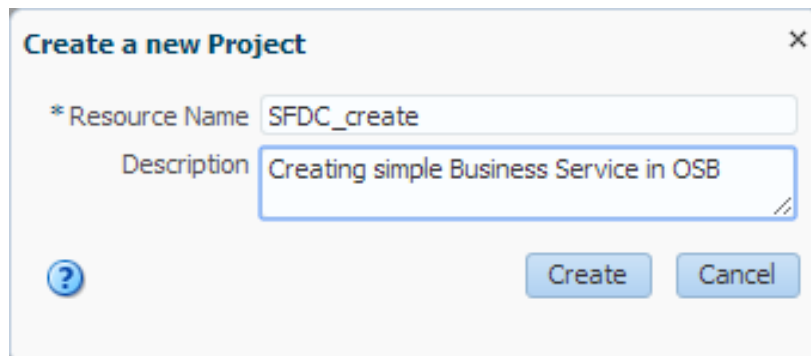 Create a new Project ×
* Resource Name SFDC_create
Description Creating simple Business Service in OSB
? Create Cancel